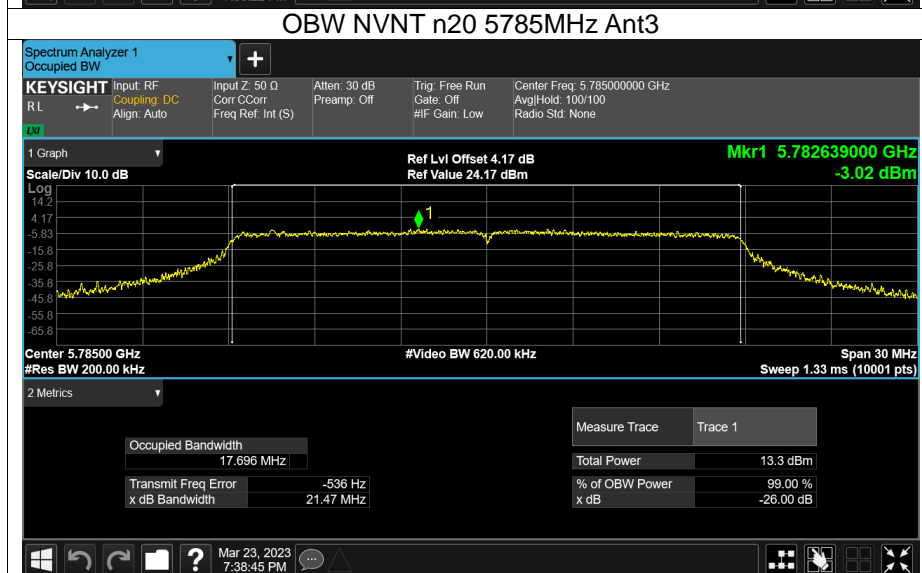 OBW NVNT n20 5785MHz Ant3
Spectrum Analyzer 1
Occupied BW
+
KEYSIGHT Input: RF Input Z: 50 Ω Atten: 30 dB Trig: Free Run Center Freq: 5.785000000 GHz
RL Coupling: DC Corr CCorr Preamp: Off Gate: Off Avg|Hold: 100/100
Align: Auto Freq Ref: Int (S) #IF Gain: Low Radio Std: None
LXI
1 Graph Ref Lvl Offset 4.17 dB Mkr1 5.782639000 GHz
Scale/Div 10.0 dB Ref Value 24.17 dBm -3.02 dBm
Log
14.2
4.17
1
-5.83
-15.8
-25.8
-35.8
-45.8
-55.8
-65.8
Center 5.78500 GHz #Video BW 620.00 kHz Span 30 MHz
#Res BW 200.00 kHz Sweep 1.33 ms (10001 pts)
2 Metrics
Measure Trace Trace 1
Occupied Bandwidth
17.696 MHz Total Power 13.3 dBm
Transmit Freq Error -536 Hz % of OBW Power 99.00 %
x dB Bandwidth 21.47 MHz x dB -26.00 dB
? Mar 23, 2023
7:38:45 PM